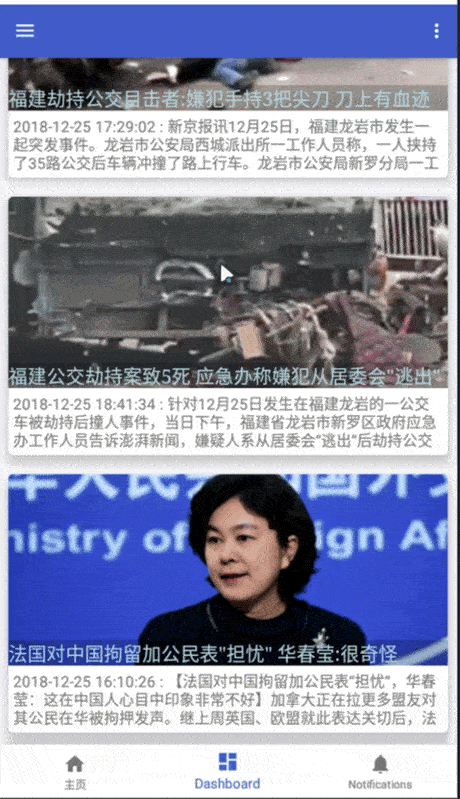 福建劫持公交目击者:嫌犯手持3把尖刀 刀上有血迹
2018-12-25 17:29:02 : 新京报讯12月25日，福建龙岩市发生一
起突发事件。龙岩市公安局西城派出所一工作人员称，一人挟持
了35路公交后车辆冲撞了路上行车。龙岩市公安局新罗分局一工
福建公交劫持案致5死 应急办称嫌犯从居委会"逃出"
2018-12-25 18:41:34 : 针对12月25日发生在福建龙岩的一公交
车被劫持后撞人事件，当日下午，福建省龙岩市新罗区政府应急
办工作人员告诉澎湃新闻，嫌疑人系从居委会“逃出”后劫持公交
华人民共和国外交
nistry of Foreign Af
法国对中国拘留加公民表"担忧" 华春莹:很奇怪
2018-12-25 16:10:26 : 【法国对中国拘留加公民表“担忧”，华春
莹：这在中国人心目中印象非常不好】加拿大正在拉更多盟友对
其公民在华被拘押发声。继上周英国、欧盟就此表达关切后，法
主页
Dashboard
Notifications